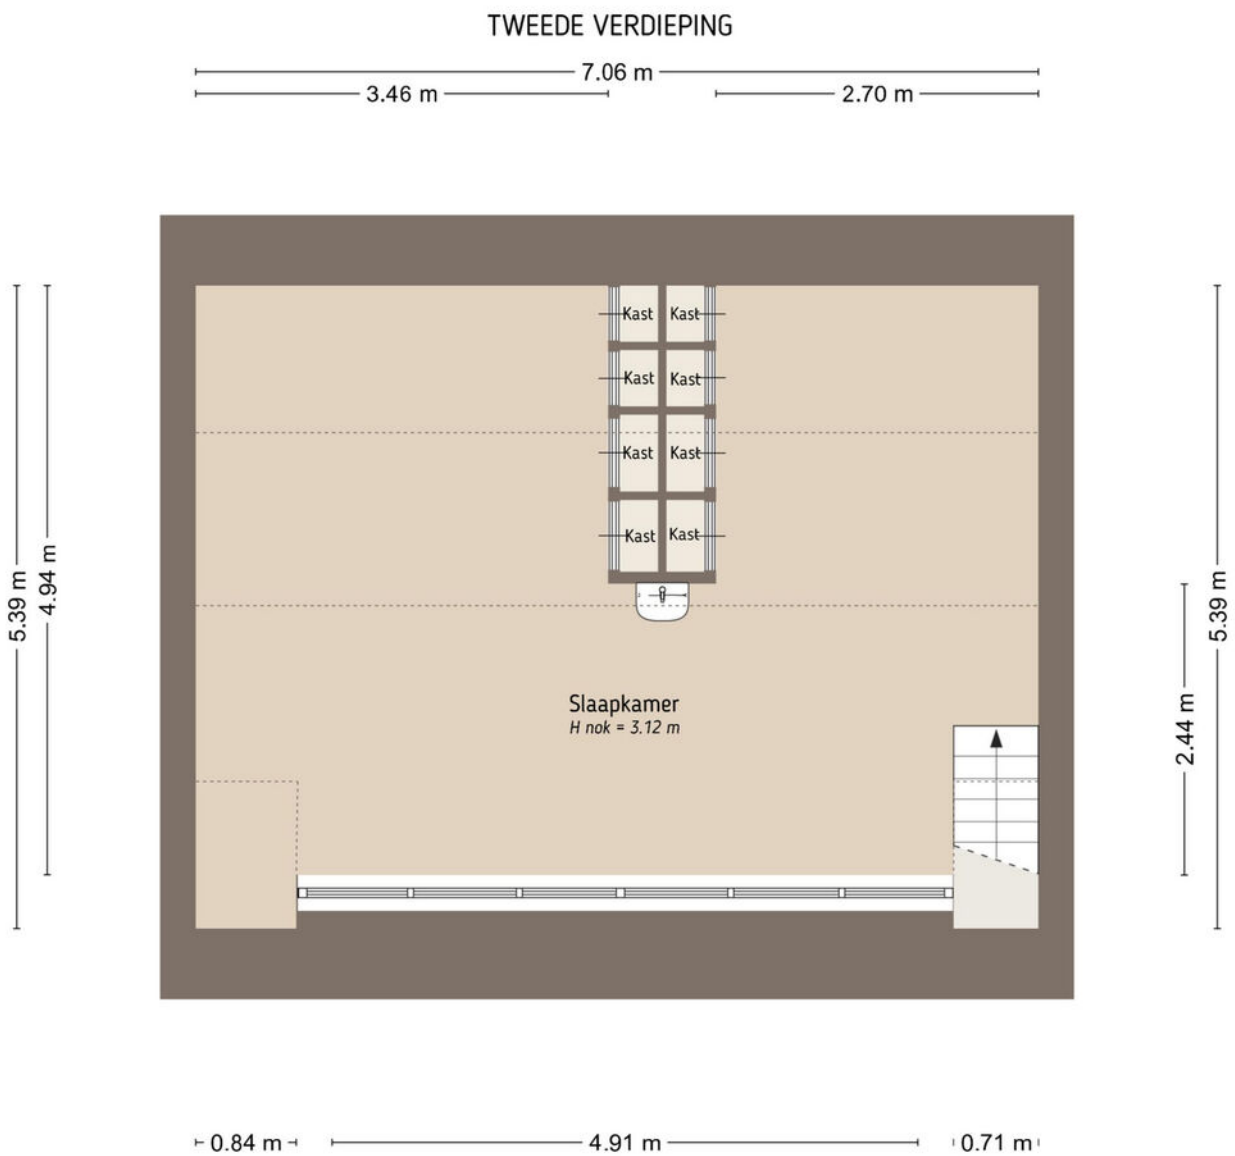 TWEEDE VERDIEPING
7.06 m
3.46 m
2.70 m
Kast
Kast
Kast
Kast
Kast
Kast
Kast
Kast
5.39 m
4.94 m
5.39 m
2.44 m
Slaapkamer
H nok = 3.12 m
0.84 m
4.91 m
0.71 m